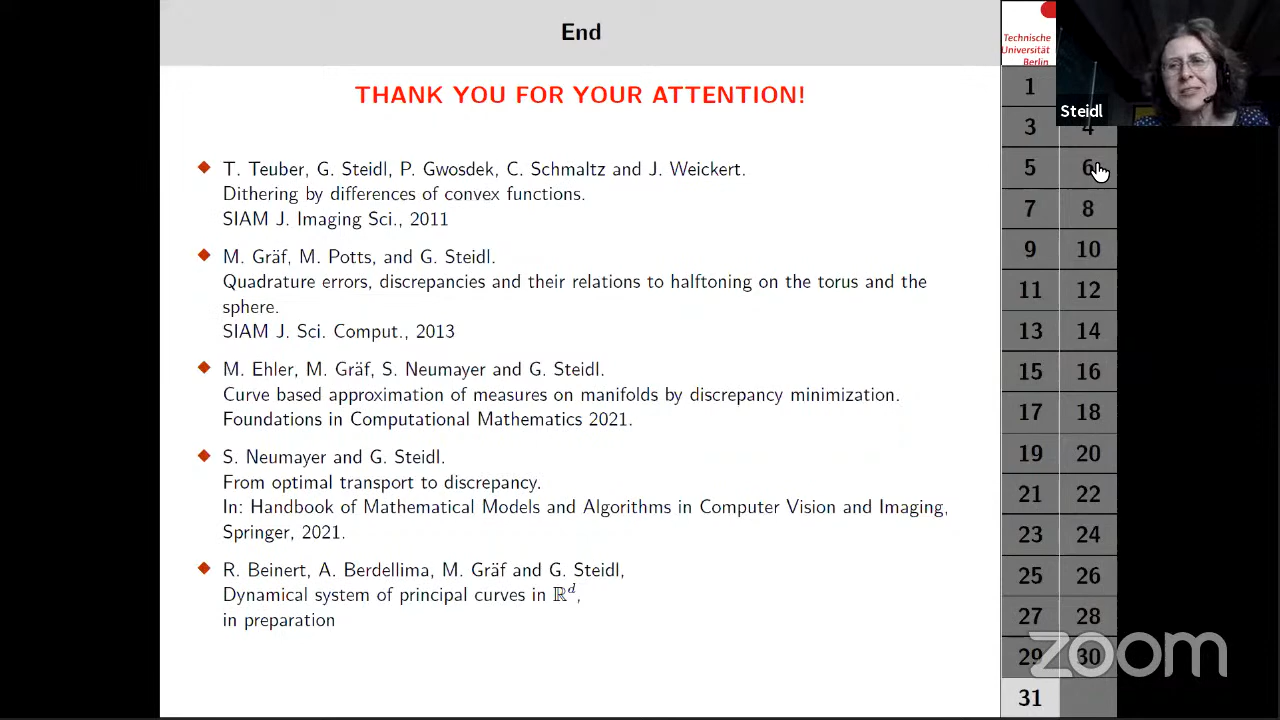 End
THANK YOU FOR YOUR ATTENTION!
T. Teuber, G. Steidl, P. Gwosdek, C. Schmaltz and J. Weickert.
Dithering by differences of convex functions.
SIAM J. Imaging Sci., 2011
M. Gräf, M. Potts, and G. Steidl.
Quadrature errors, discrepancies and their relations to halftoning on the torus and the
sphere.
SIAM J. Sci. Comput., 2013
M. Ehler, M. Gräf, S. Neumayer and G. Steidl.
Curve based approximation of measures on manifolds by discrepancy minimization.
Foundations in Computational Mathematics 2021.
S. Neumayer and G. Steidl.
From optimal transport to discrepancy.
In: Handbook of Mathematical Models and Algorithms in Computer Vision and Imaging,
Springer, 2021.
R. Beinert, A. Berdellima, M. Gräf and G. Steidl,
Dynamical system of principal curves in ℝᵈ,
in preparation
Technische
Universität
Berlin
Steidl
1
3 4
5 6
7 8
9 10
11 12
13 14
15 16
17 18
19 20
21 22
23 24
25 26
27 28
29 30
31
zoom